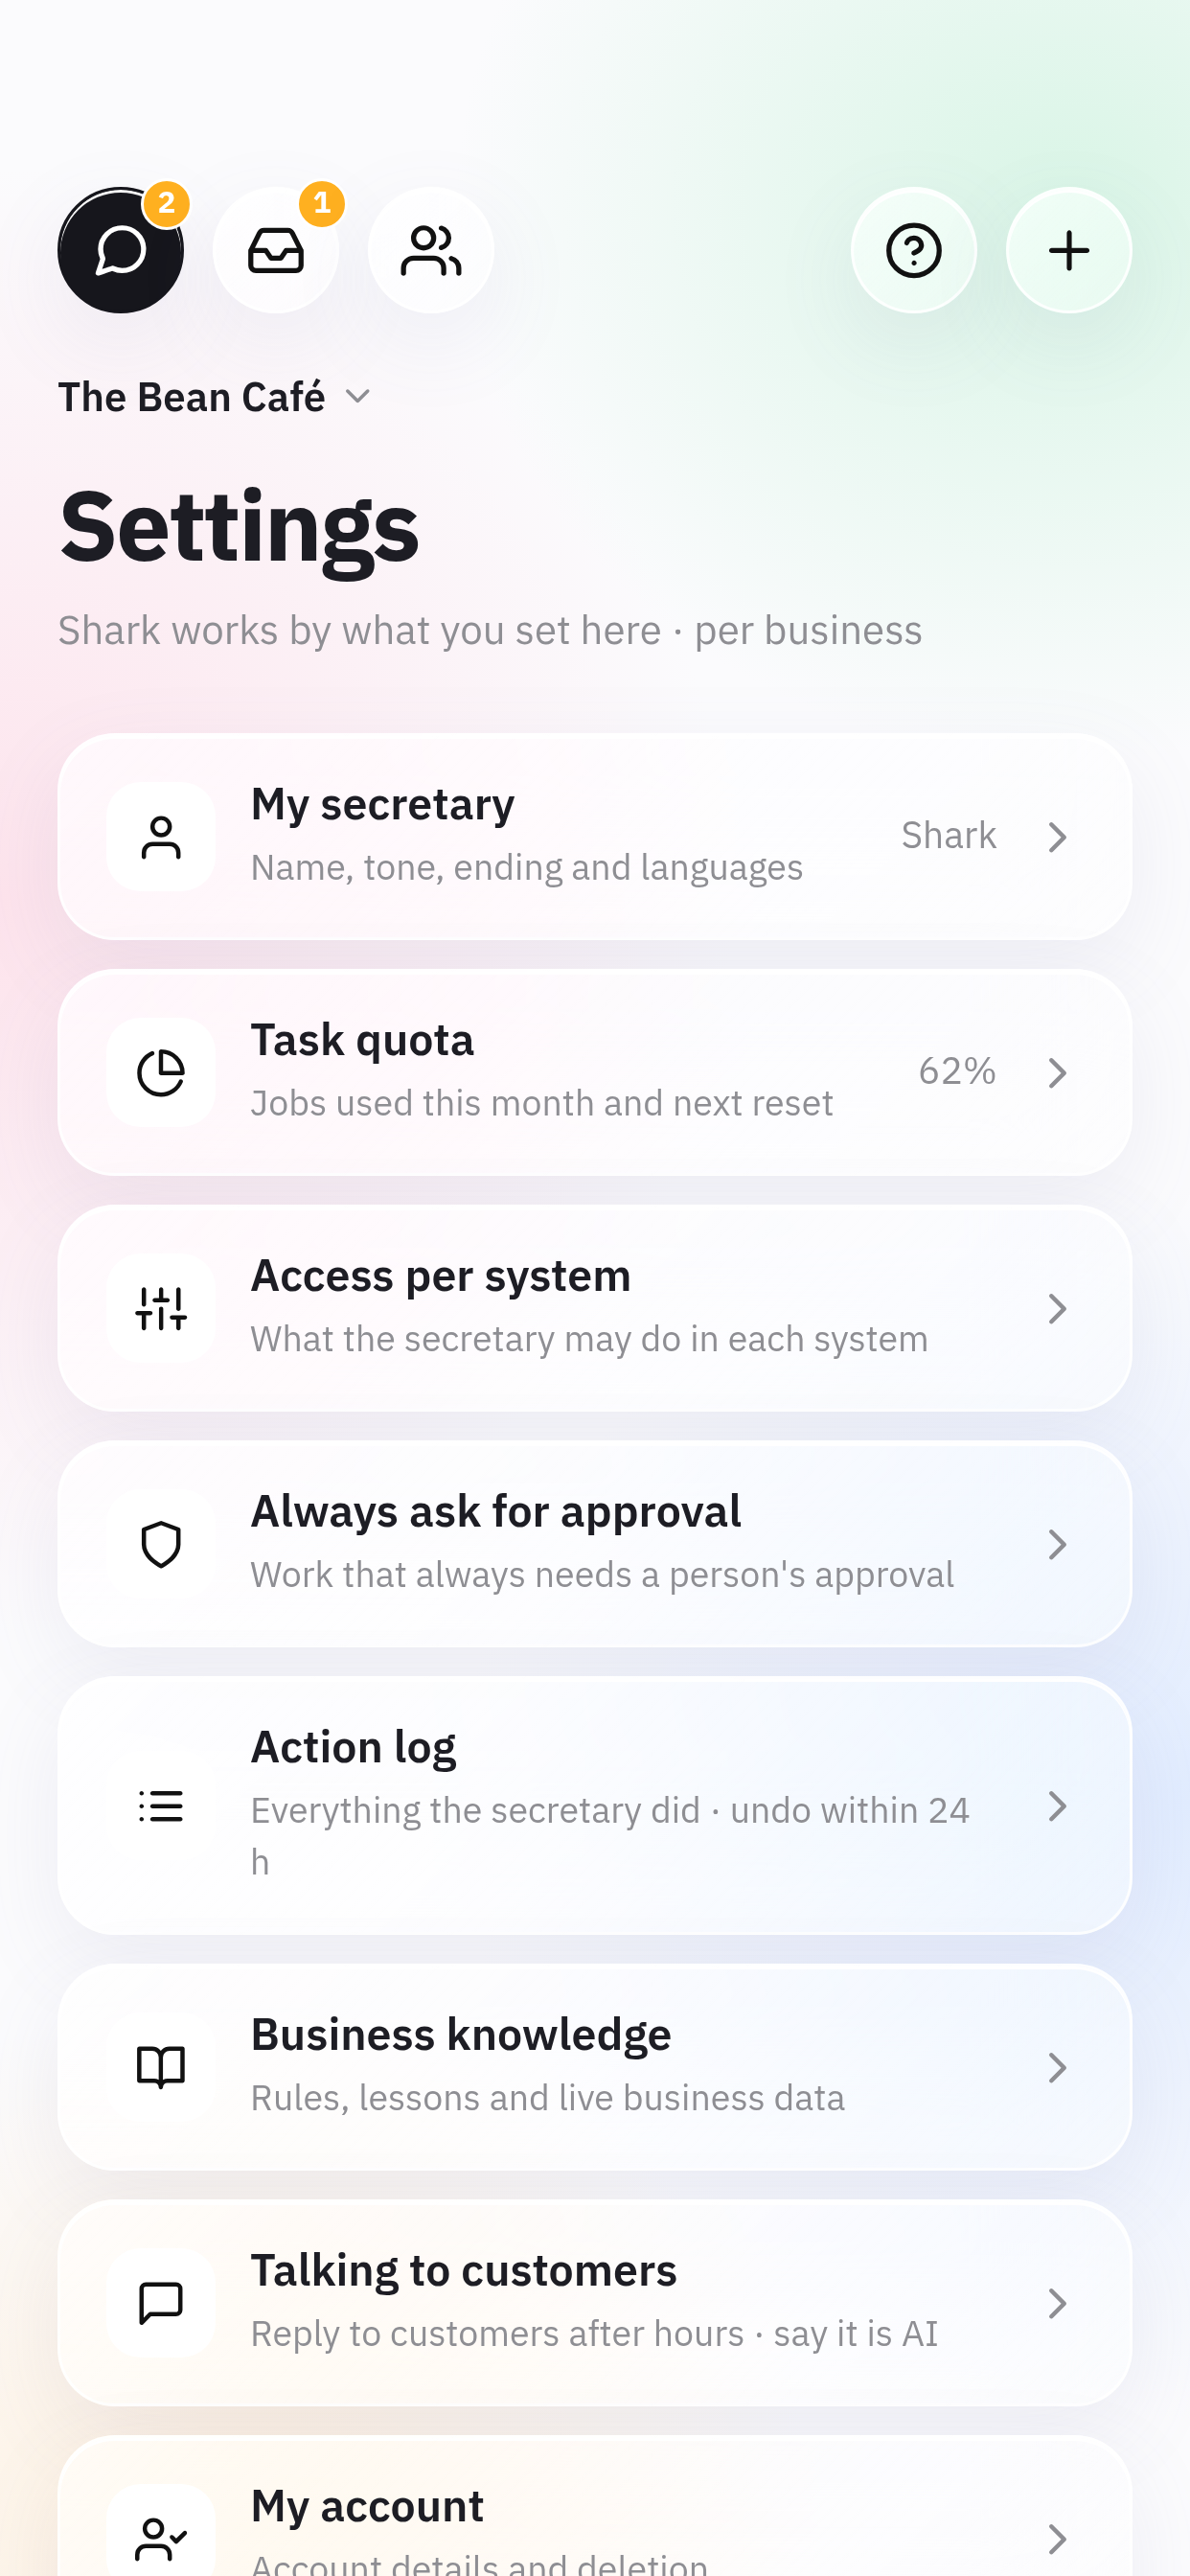 2
1
The Bean Café
Settings
Shark works by what you set here · per business
My secretary
Name, tone, ending and languages
Shark
Task quota
Jobs used this month and next reset
62%
Access per system
What the secretary may do in each system
Always ask for approval
Work that always needs a person's approval
Action log
Everything the secretary did · undo within 24
h
Business knowledge
Rules, lessons and live business data
Talking to customers
Reply to customers after hours · say it is AI
My account
Account details and deletion